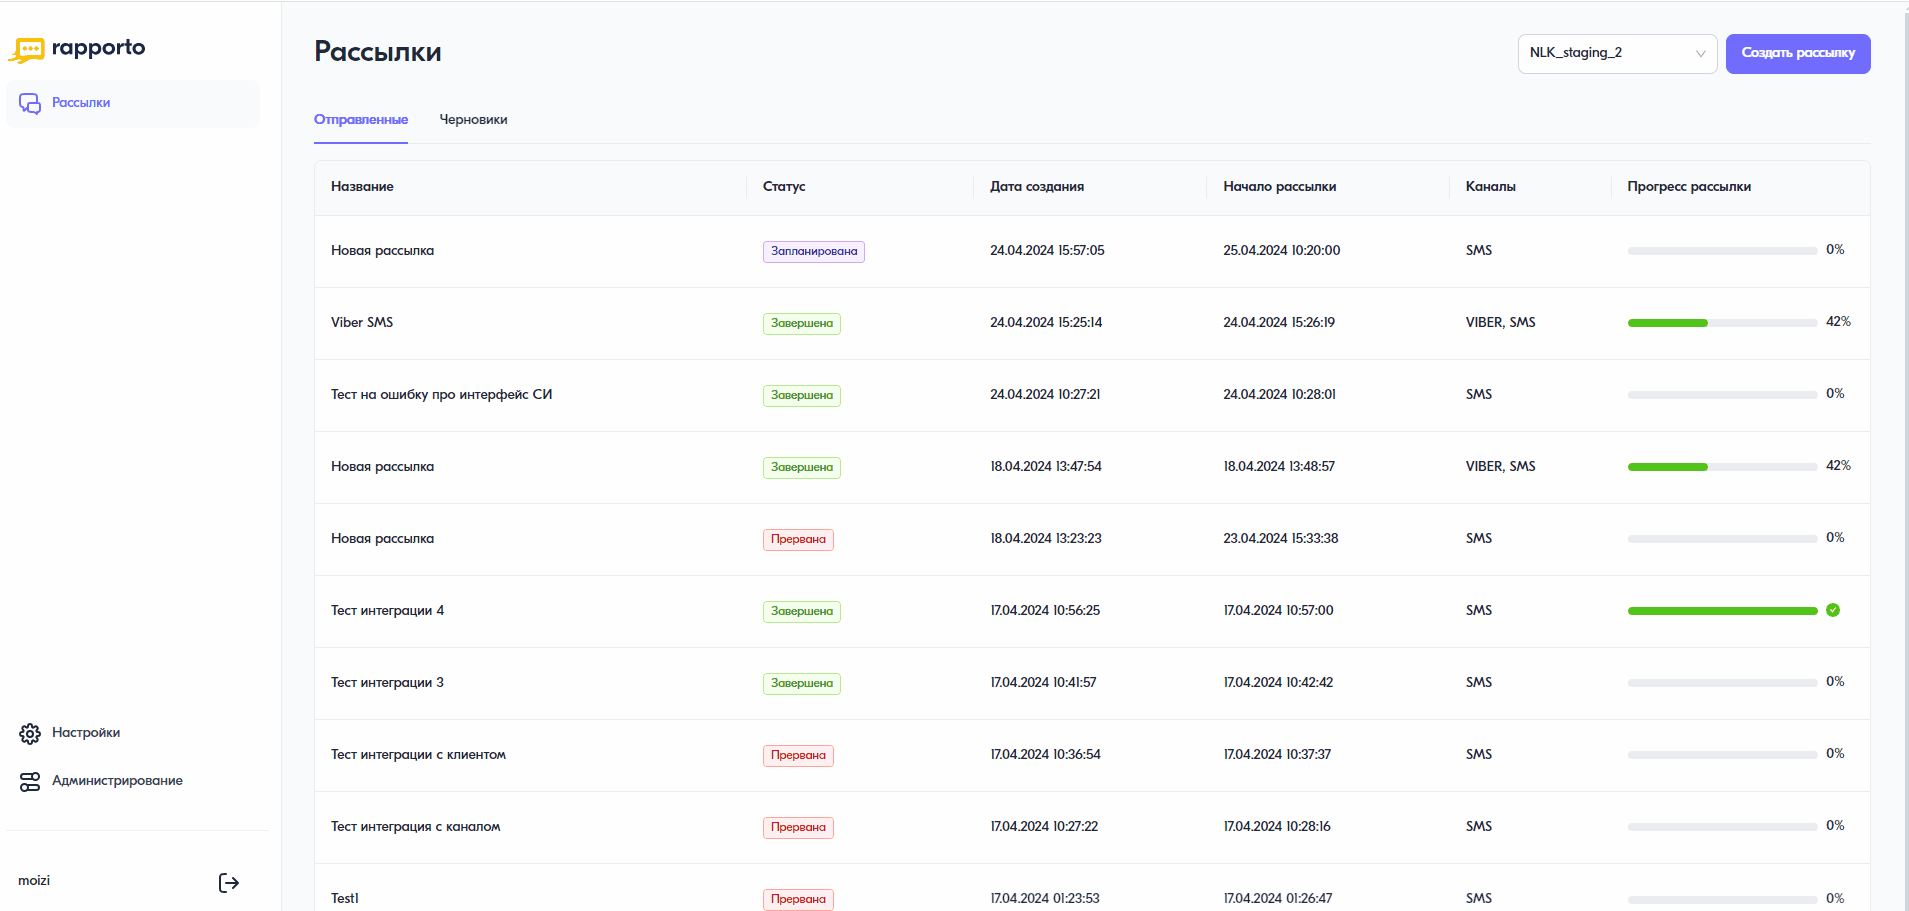 rapporto
Рассылки
Рассылки
NLK_staging_2
Создать рассылку
Отправленные Черновики
Название Статус Дата создания Начало рассылки Каналы Прогресс рассылки
Новая рассылка Запланирована 24.04.2024 15:57:05 25.04.2024 10:20:00 SMS 0%
Viber SMS Завершена 24.04.2024 15:25:14 24.04.2024 15:26:19 VIBER, SMS 42%
Тест на ошибку про интерфейс СИ Завершена 24.04.2024 10:27:21 24.04.2024 10:28:01 SMS 0%
Новая рассылка Завершена 18.04.2024 13:47:54 18.04.2024 13:48:57 VIBER, SMS 42%
Новая рассылка Прервана 18.04.2024 13:23:23 23.04.2024 15:33:38 SMS 0%
Тест интеграции 4 Завершена 17.04.2024 10:56:25 17.04.2024 10:57:00 SMS
Тест интеграции 3 Завершена 17.04.2024 10:41:57 17.04.2024 10:42:42 SMS 0%
Тест интеграции с клиентом Прервана 17.04.2024 10:36:54 17.04.2024 10:37:37 SMS 0%
Тест интеграция с каналом Прервана 17.04.2024 10:27:22 17.04.2024 10:28:16 SMS 0%
Test1 Прервана 17.04.2024 01:23:53 17.04.2024 01:26:47 SMS 0%
Настройки
Администрирование
moizi